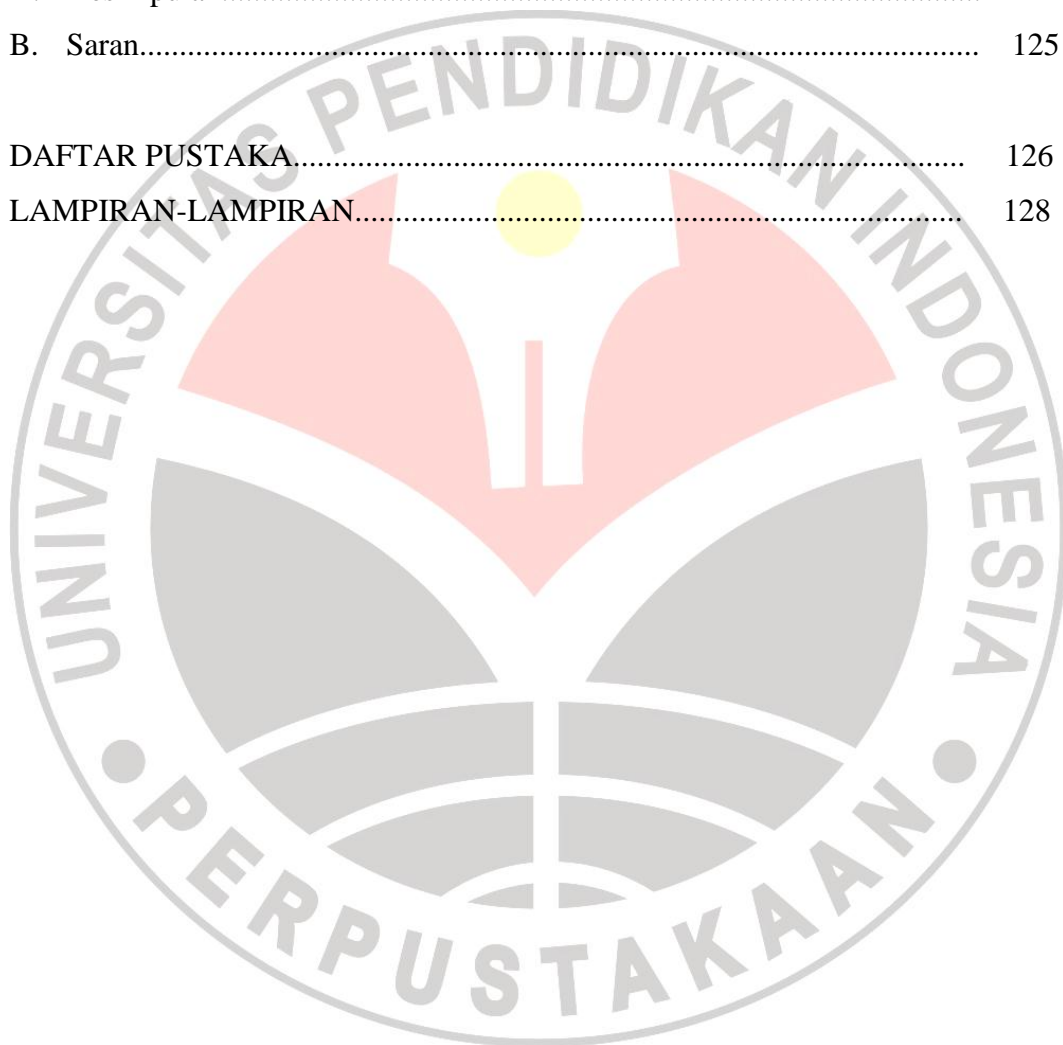 B. Saran.................................................................................................... 125
DAFTAR PUSTAKA................................................................................ 126
LAMPIRAN-LAMPIRAN......................................................................... 128
UNIVERSITAS PENDIDIKAN INDONESIA
PERPUSTAKAAN